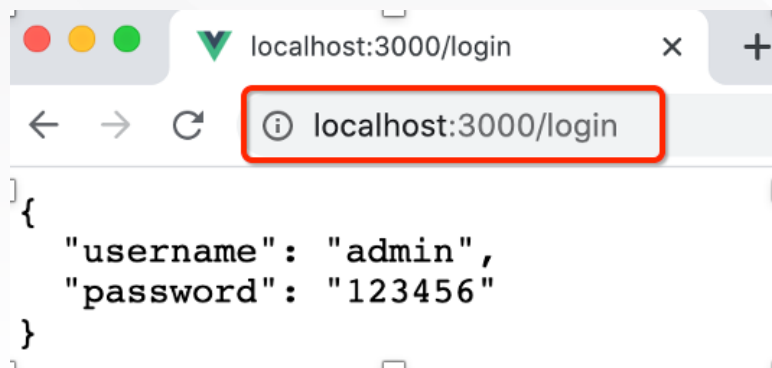 localhost:3000/login
localhost:3000/login
{
"username": "admin",
"password": "123456"
}